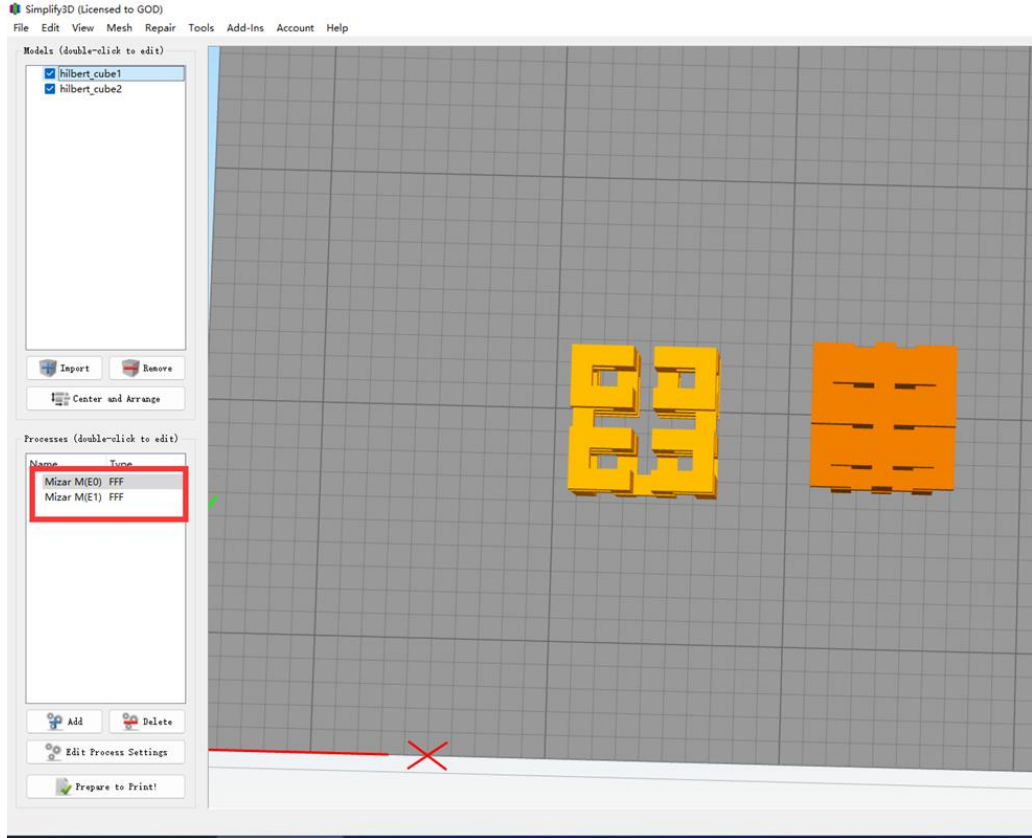 Simplify3D (Licensed to GOD)
File Edit View Mesh Repair Tools Add-Ins Account Help
Models (double-click to edit)
hilbert_cube1
hilbert_cube2
Import Remove
Center and Arrange
Processes (double-click to edit)
Name Type
Mizar M(E0) FFF
Mizar M(E1) FFF
Add Delete
Edit Process Settings
Prepare to Print!